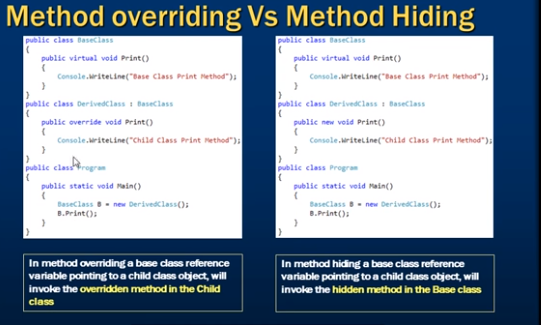 Method overriding Vs Method Hiding
public class BaseClass
{
public virtual void Print()
{
Console.WriteLine("Base Class Print Method");
}
}
public class DerivedClass : BaseClass
{
public override void Print()
{
Console.WriteLine("Child Class Print Method");
}
}
public class Program
{
public static void Main()
{
BaseClass B = new DerivedClass();
B.Print();
}
}
In method overriding a base class reference
variable pointing to a child class object, will
invoke the overridden method in the Child
class
public class BaseClass
{
public virtual void Print()
{
Console.WriteLine("Base Class Print Method");
}
}
public class DerivedClass : BaseClass
{
public new void Print()
{
Console.WriteLine("Child Class Print Method");
}
}
public class Program
{
public static void Main()
{
BaseClass B = new DerivedClass();
B.Print();
}
}
In method hiding a base class reference
variable pointing to a child class object, will
invoke the hidden method in the Base class